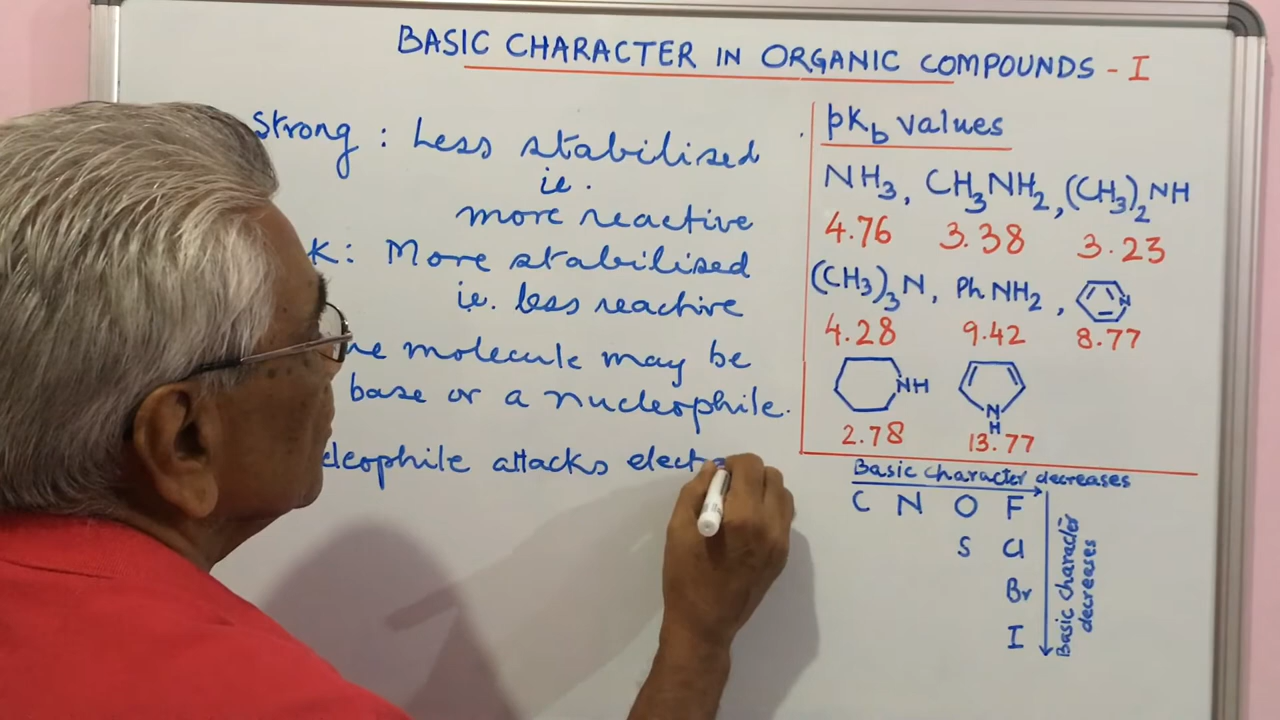 BASIC CHARACTER IN ORGANIC COMPOUNDS - I
Strong : Less stabilised
ie.
more reactive
k : More stabilised
ie. less reactive
molecule may be
base or a nucleophile.
attacks
pKb values
NH3, CH3NH2, (CH3)2NH
4.76 3.38 3.23
(CH3)3N, PhNH2, N
4.28 9.42 8.77
NH N
H
2.78 13.77
Basic character decreases
C N O F
S Cl
Br
I
Basic character
decreases